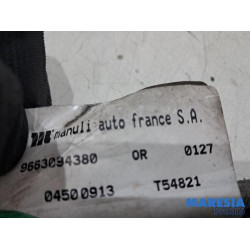 manuli auto france S.A.
9663094380 OR 0127
04500913 T54821
MARESIA